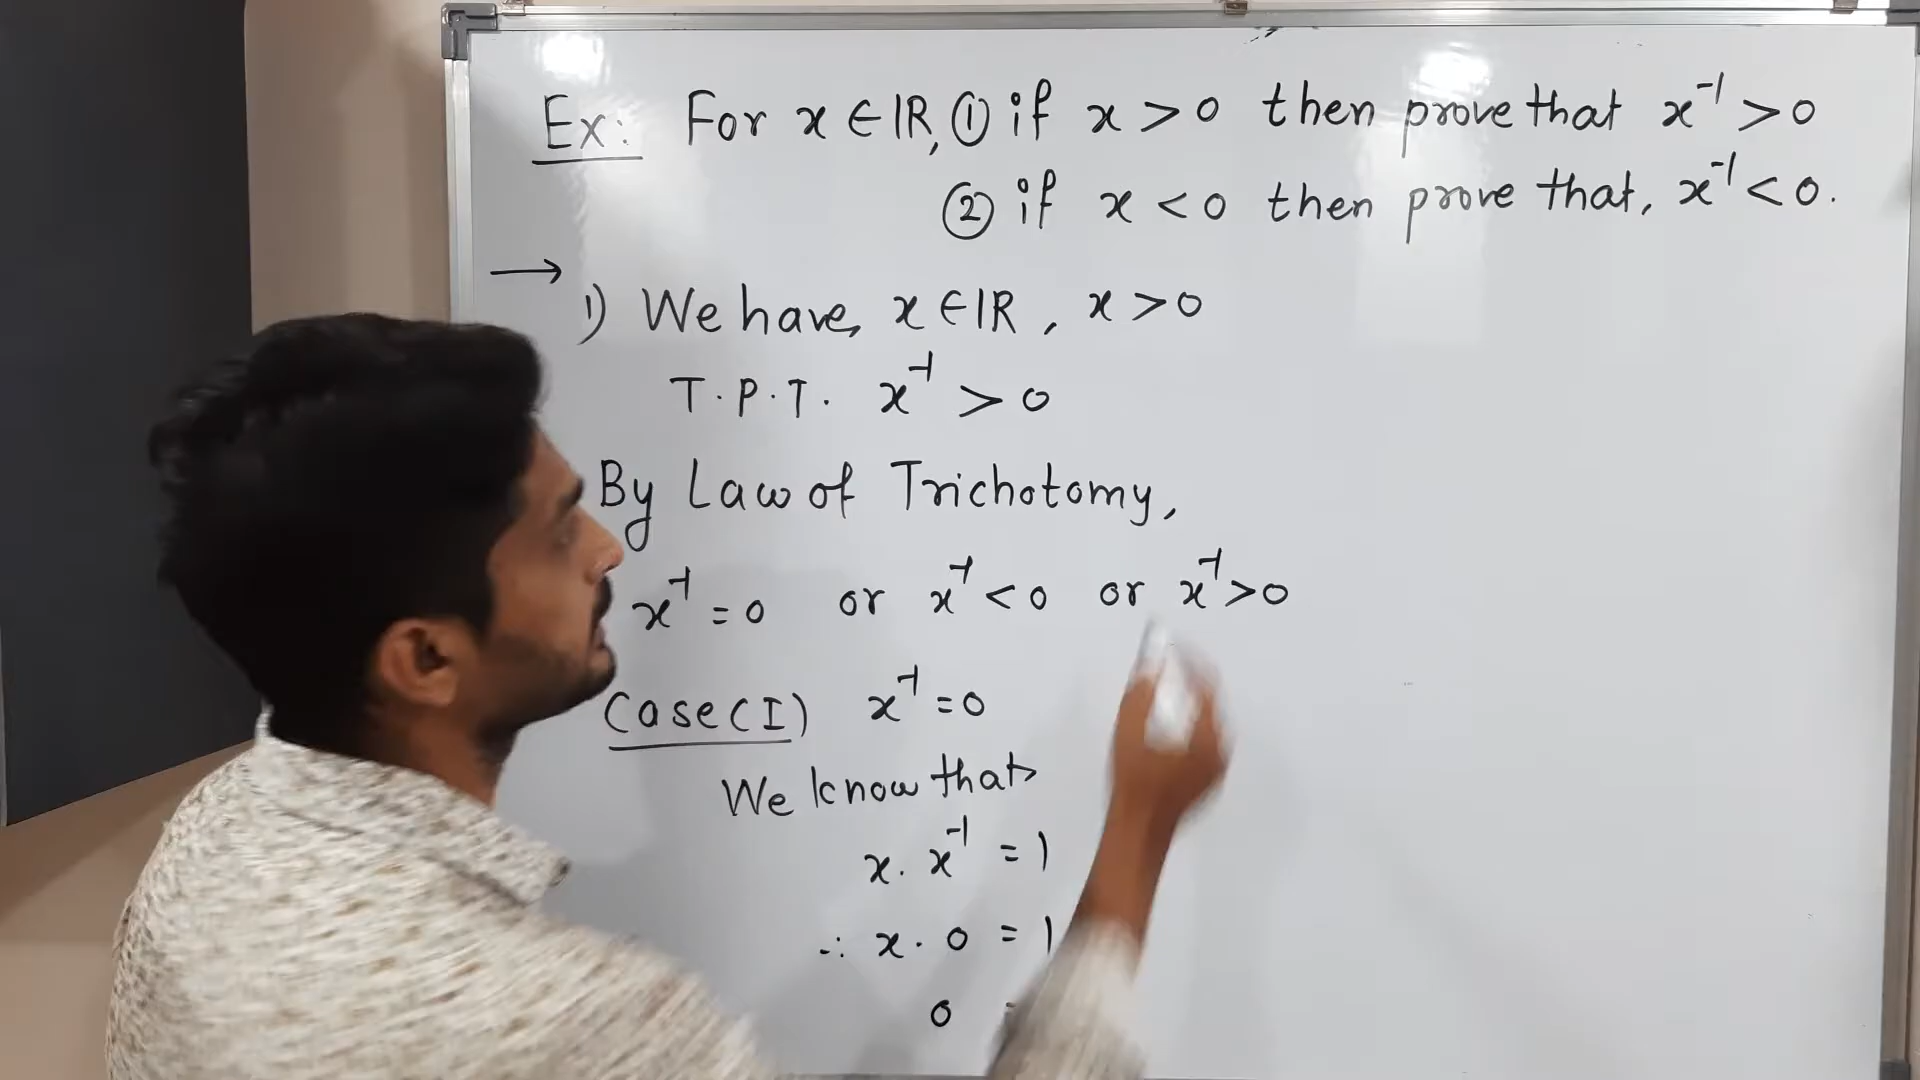 Ex: For x ∈ IR, ① if x > 0 then prove that x⁻¹ > 0
② if x < 0 then prove that, x⁻¹ < 0.
→
1) We have, x ∈ IR, x > 0
T.P.T. x⁻¹ > 0
By Law of Trichotomy,
x⁻¹ = 0 or x⁻¹ < 0 or x⁻¹ > 0
Case (I) x⁻¹ = 0
We know that
x. x⁻¹ = 1
∴ x. 0 = 1
0 =